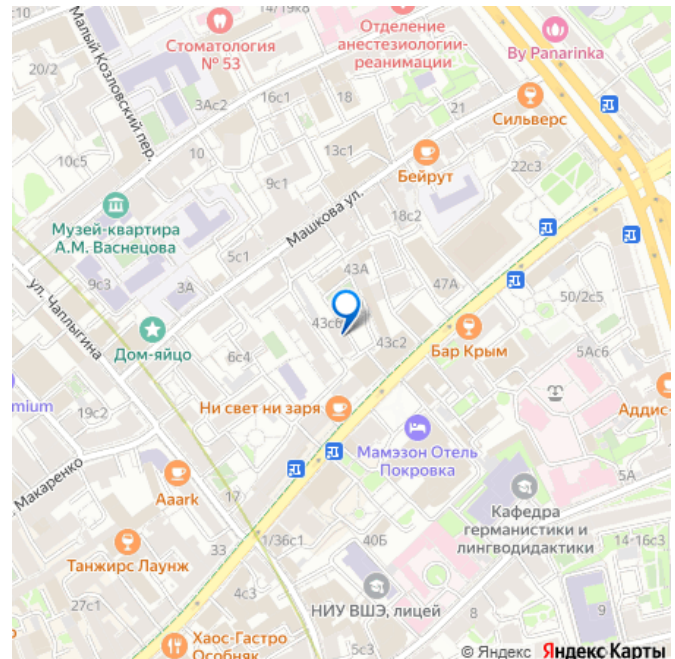 14/19к8
Стоматология
№ 53
Отделение
анестезиологии-
реанимации
By Panarinka
Малый Козловский пер.
20/2
3Ас2
16с1
18
21
Сильверс
10с5
10
13с1
Бейрут
22с3
9с1
Машкова ул.
Музей-квартира
А.М. Васнецова
18с2
5с1
43А
ул. Чаплыгина
9с3
3А
47А
50/2с5
43с6
Дом-яйцо
6с4
43с2
Бар Крым
5Ас6
mium
19с2
Ни свет ни заря
Аддис-
Мамэзон Отель
Покровка
Макаренко
Aaark
17
5А
Кафедра
германистики и
лингводидактики
33
1/36с1
40Б
14-16с3
Танжирс Лаунж
27с1
НИУ ВШЭ, лицей
8
9
Хаос-Гастро
Особняк
5с3
© Яндекс Яндекс Карты